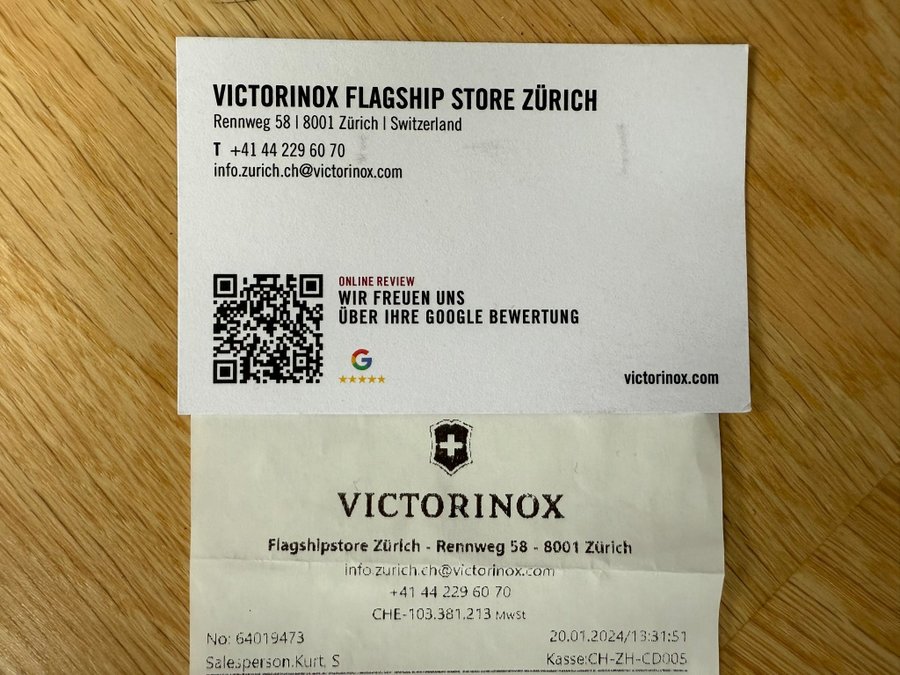 VICTORINOX FLAGSHIP STORE ZÜRICH
Rennweg 58 | 8001 Zürich | Switzerland
T +41 44 229 60 70
info.zurich.ch@victorinox.com
ONLINE REVIEW
WIR FREUEN UNS
ÜBER IHRE GOOGLE BEWERTUNG
G
victorinox.com
VICTORINOX
Flagshipstore Zürich - Rennweg 58 - 8001 Zürich
info.zurich.ch@victorinox.com
+41 44 229 60 70
CHE-103.381.213 MwSt
No: 64019473 20.01.2024/13:31:51
Salesperson.Kurt, S Kasse:CH-ZH-CD005